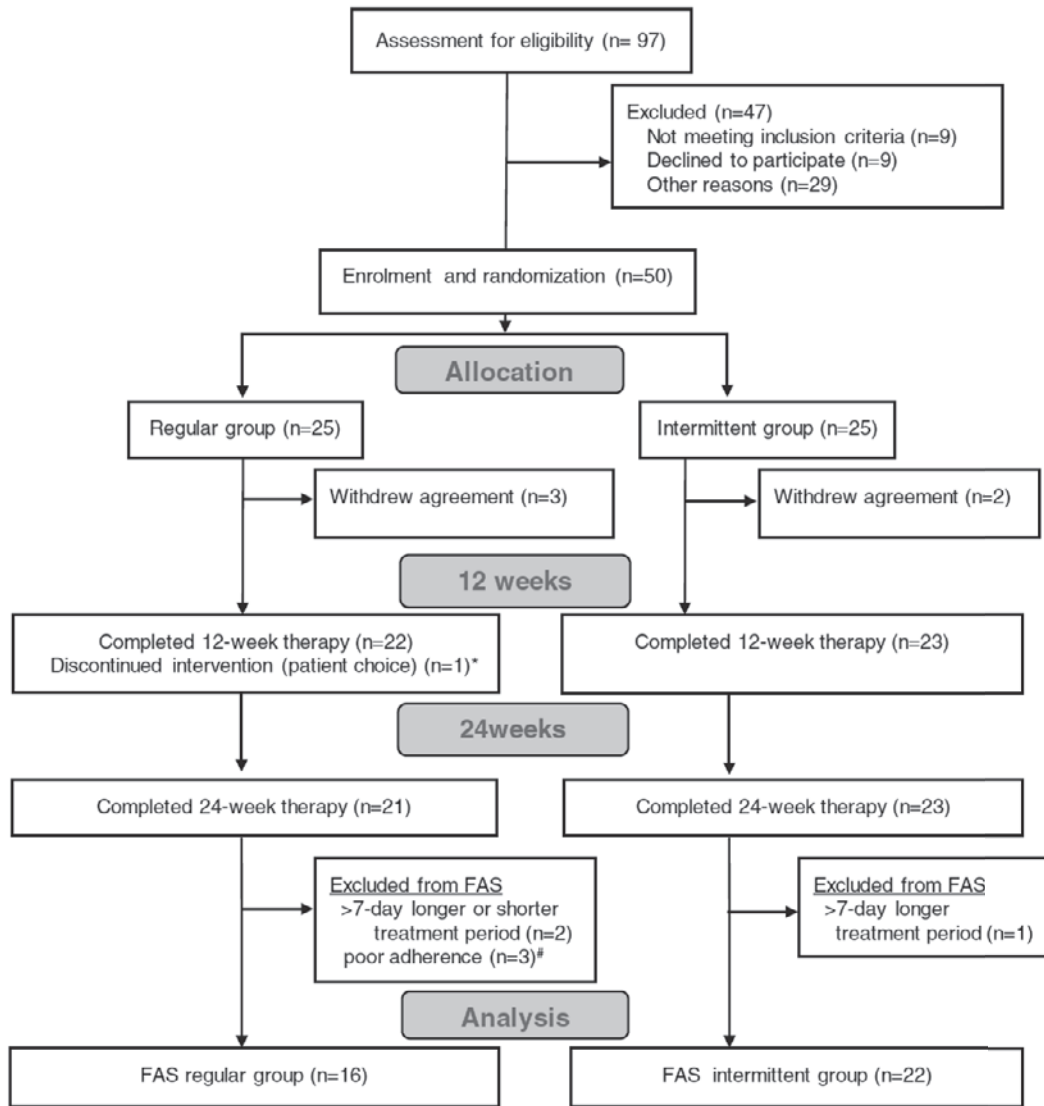 Assessment for eligibility (n= 97)
Excluded (n=47)
Not meeting inclusion criteria (n=9)
Declined to participate (n=9)
Other reasons (n=29)
Enrolment and randomization (n=50)
Allocation
Regular group (n=25)
Intermittent group (n=25)
Withdrew agreement (n=3)
Withdrew agreement (n=2)
12 weeks
Completed 12-week therapy (n=22)
Discontinued intervention (patient choice) (n=1)*
Completed 12-week therapy (n=23)
24weeks
Completed 24-week therapy (n=21)
Completed 24-week therapy (n=23)
Excluded from FAS
>7-day longer or shorter
treatment period (n=2)
poor adherence (n=3)#
Excluded from FAS
>7-day longer
treatment period (n=1)
Analysis
FAS regular group (n=16)
FAS intermittent group (n=22)